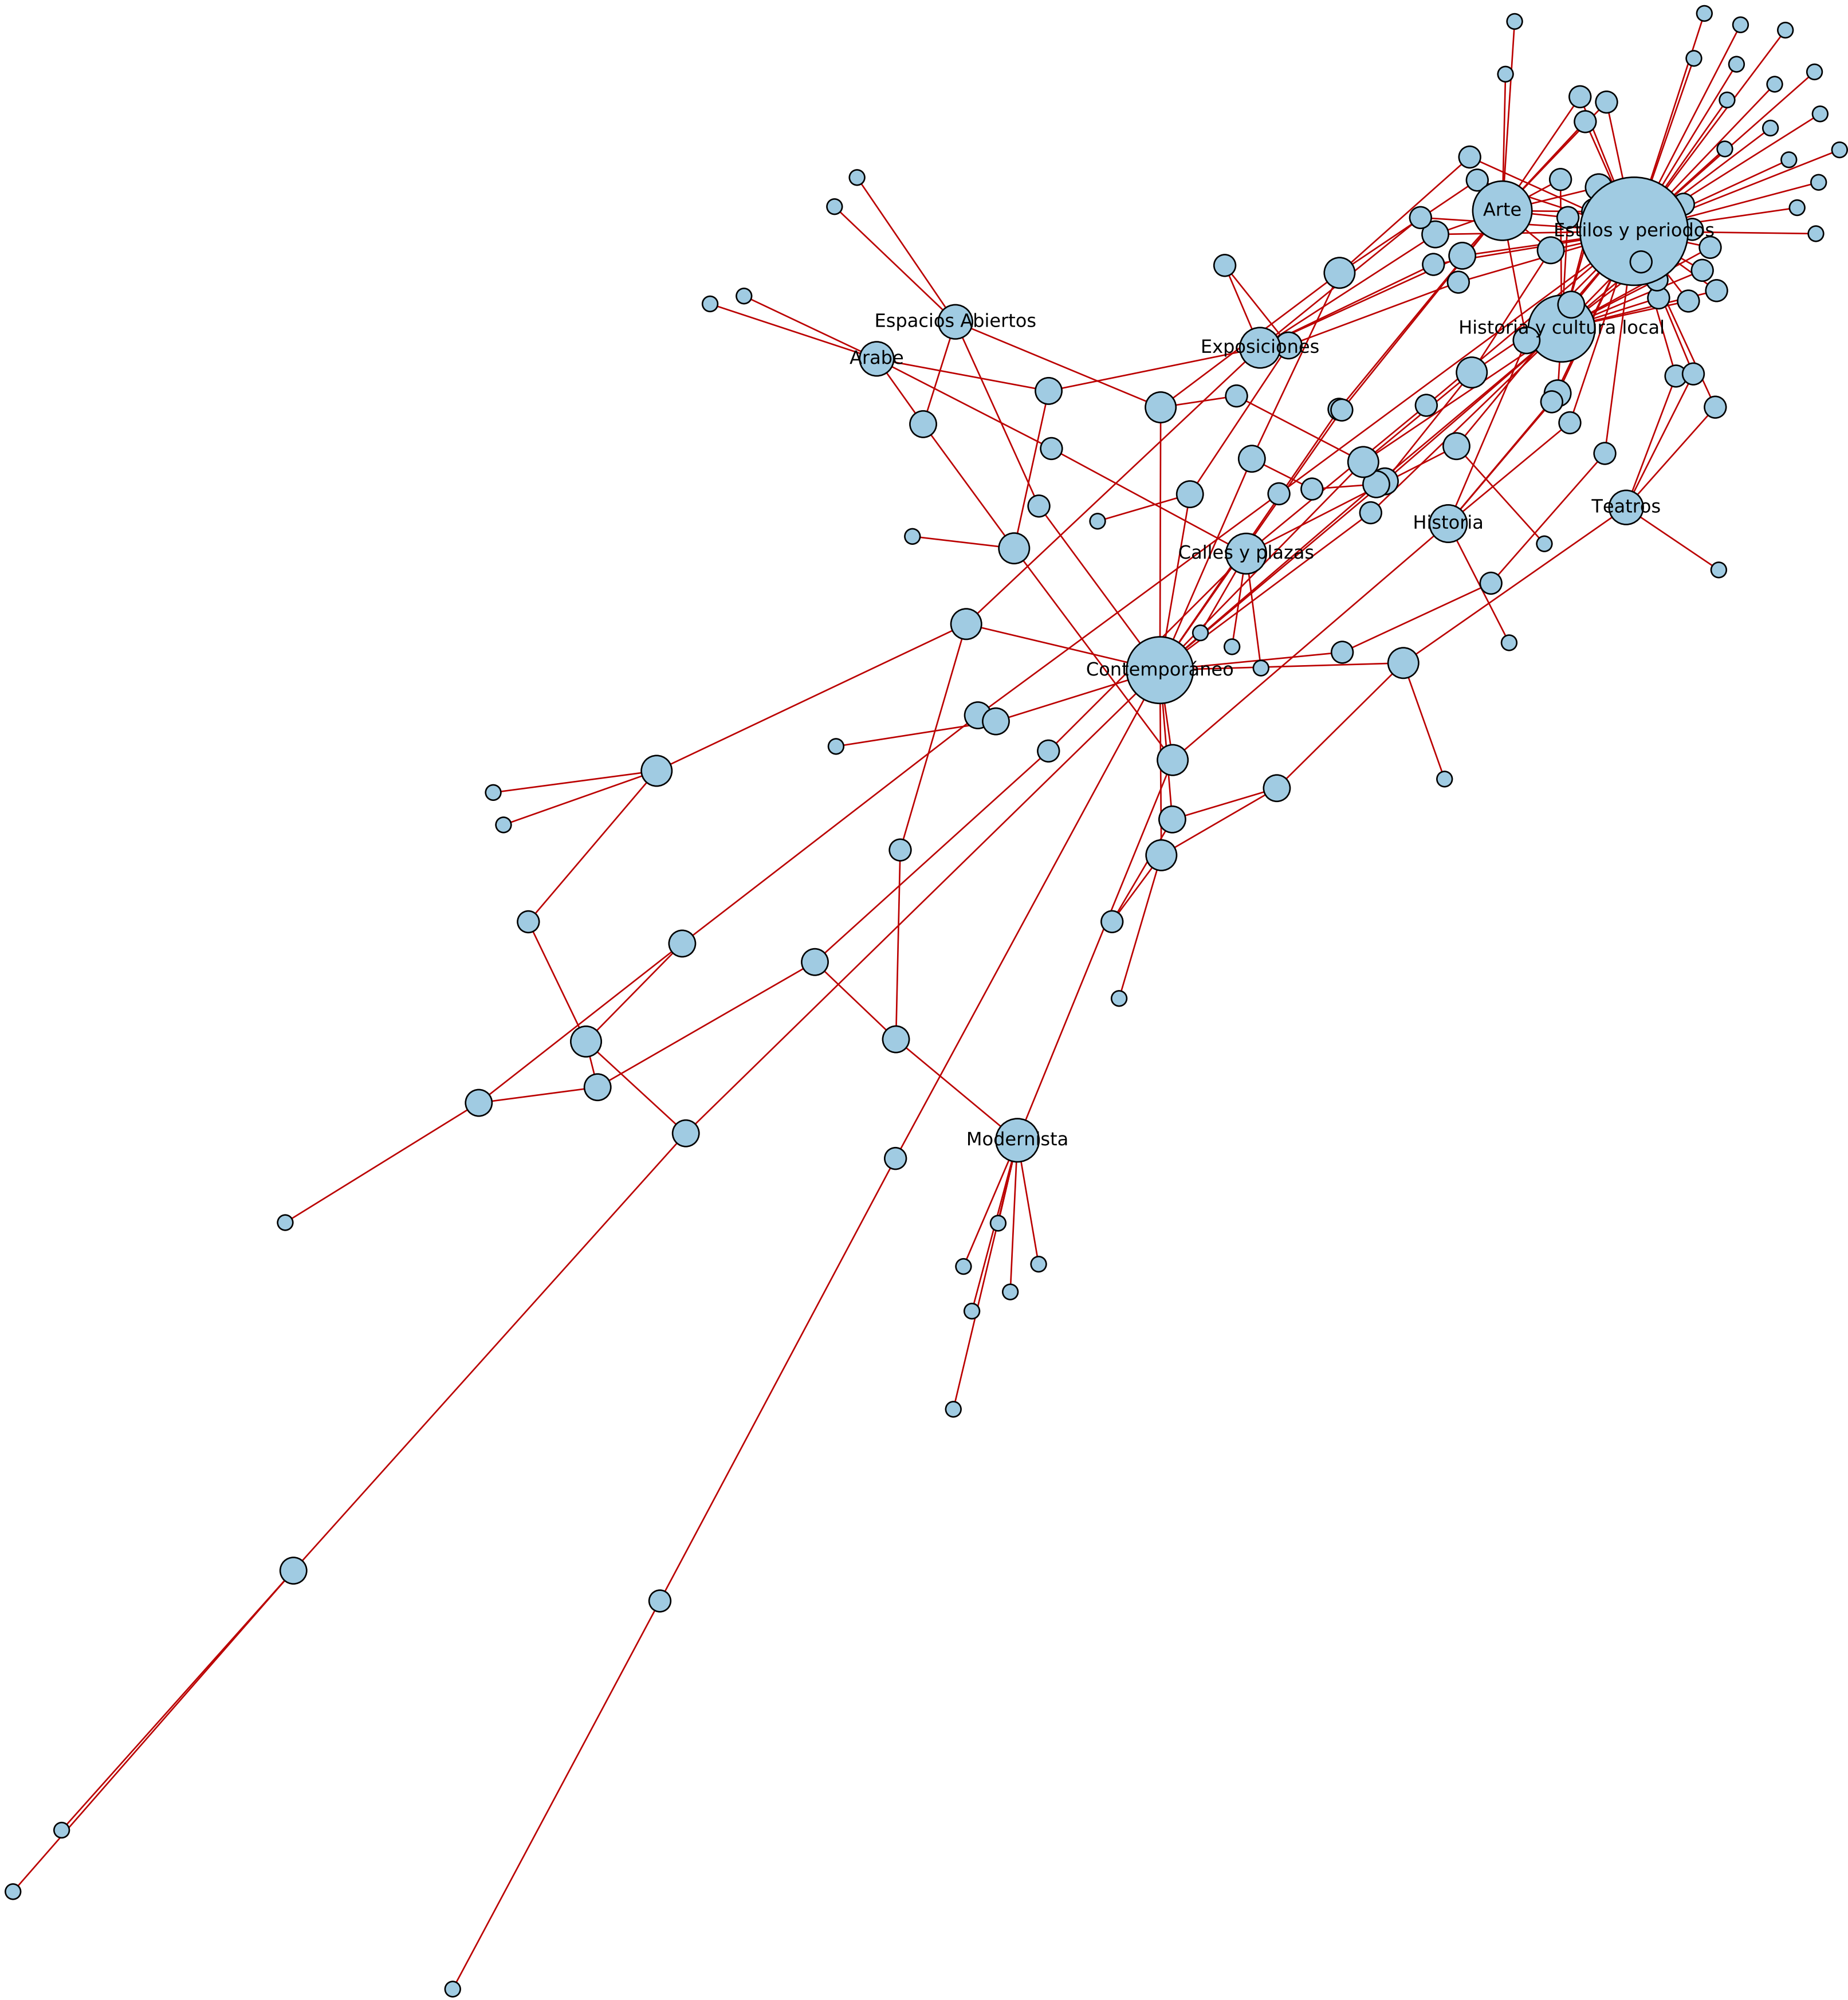 Arte
Estilos y periodos
Espacios Abiertos
Historia y cultura local
Exposiciones
Arabe
Teatros
Historia
Calles y plazas
Contemporáneo
Modernista